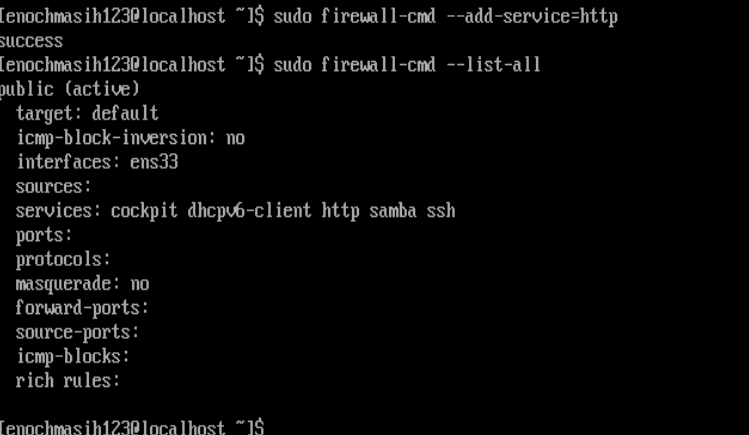 [enochmasih123@localhost ~]$ sudo firewall-cmd --add-service=http
success
[enochmasih123@localhost ~]$ sudo firewall-cmd --list-all
public (active)
  target: default
  icmp-block-inversion: no
  interfaces: ens33
  sources:
  services: cockpit dhcpv6-client http samba ssh
  ports:
  protocols:
  masquerade: no
  forward-ports:
  source-ports:
  icmp-blocks:
  rich rules:
[enochmasih123@localhost ~]$